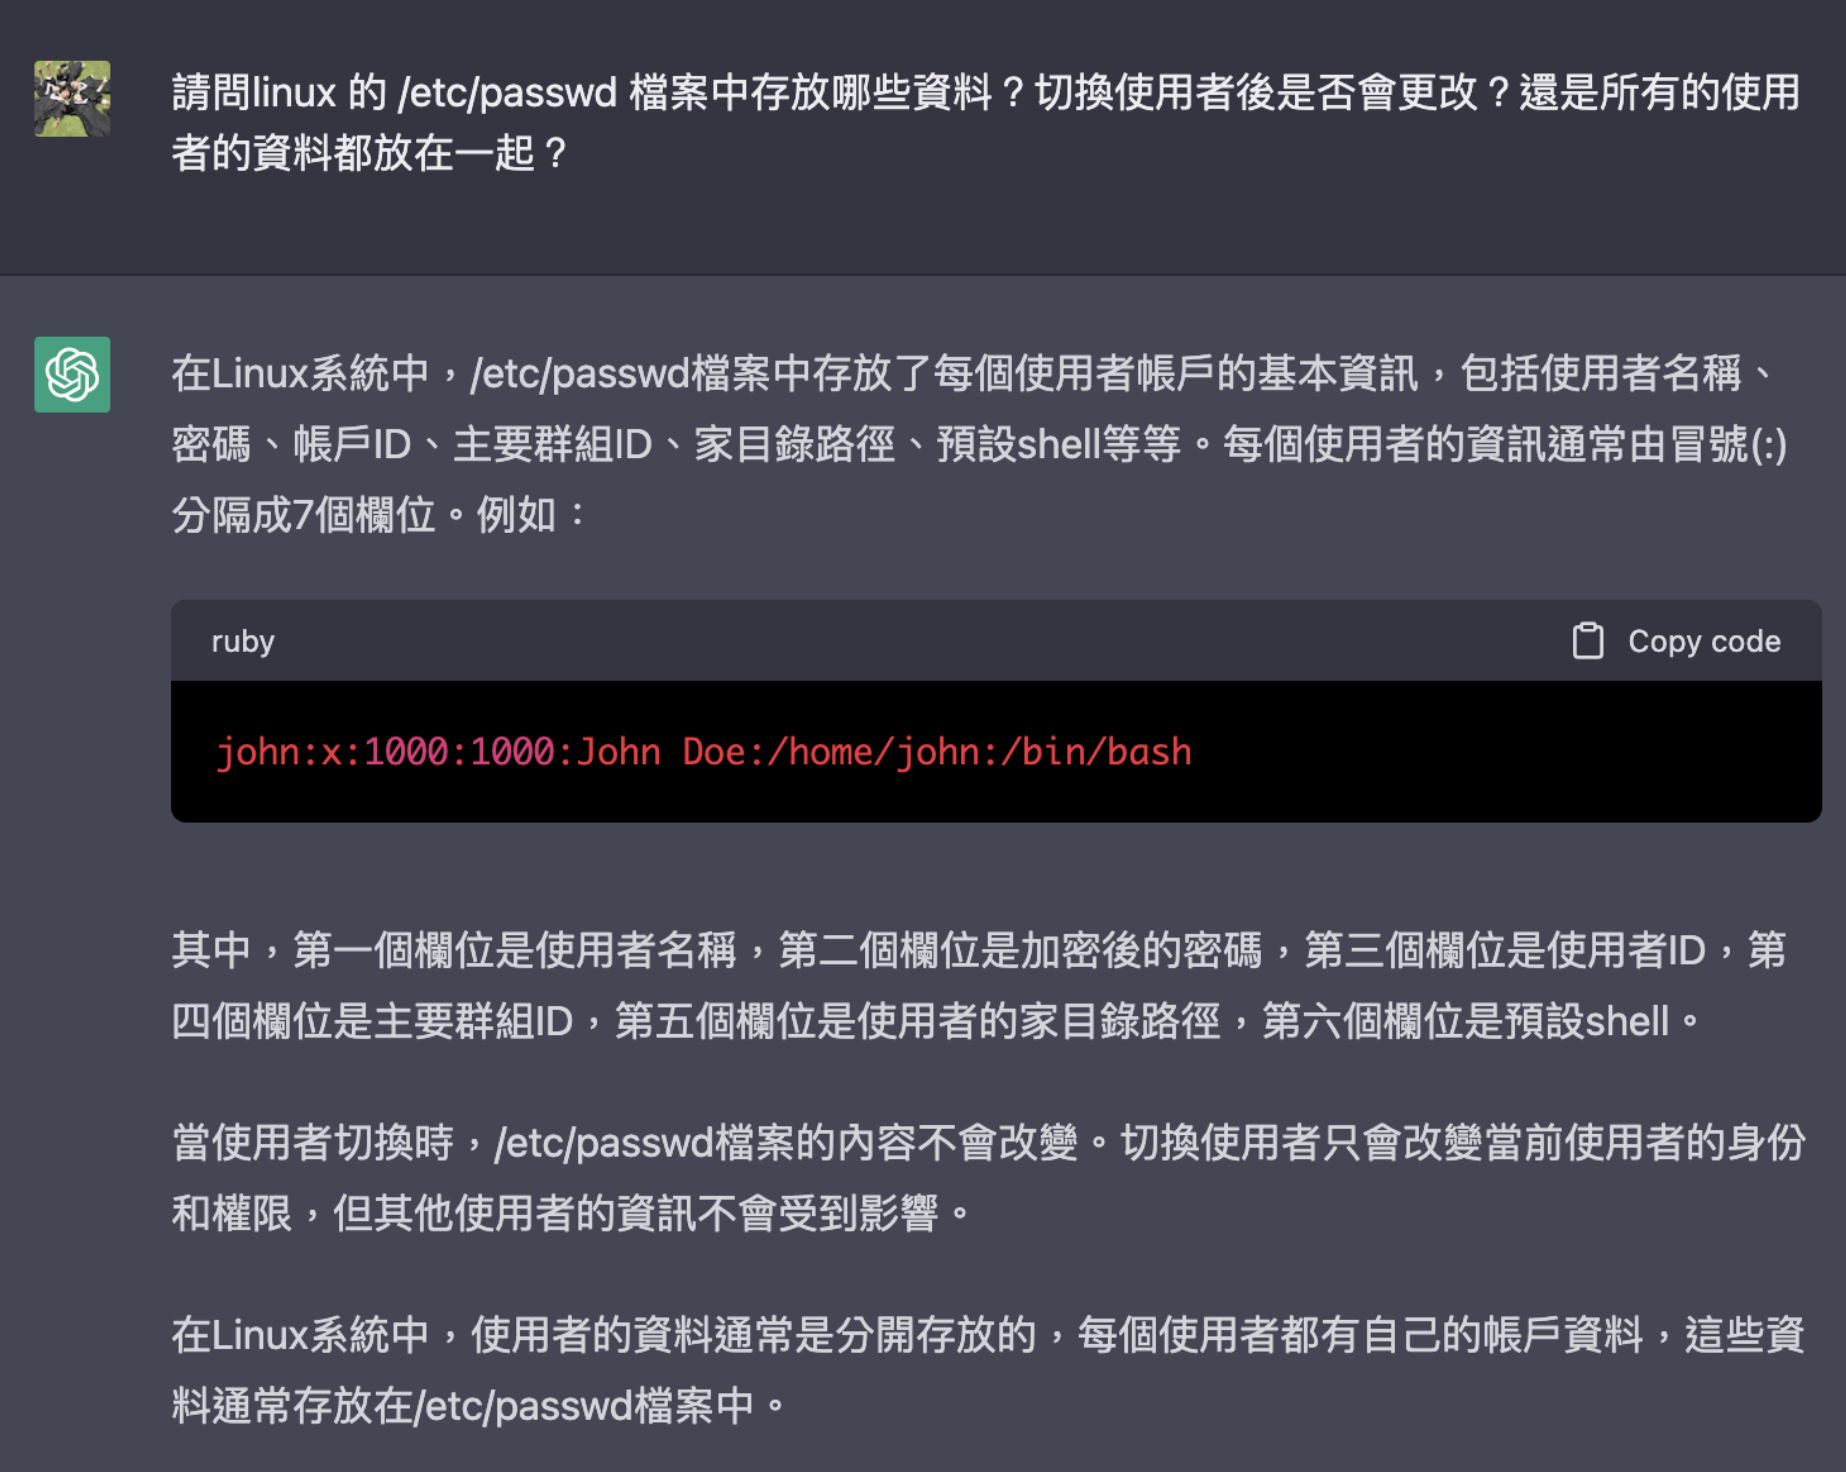 請問linux 的 /etc/passwd 檔案中存放哪些資料？切換使用者後是否會更改？還是所有的使用
者的資料都放在一起？
在Linux系統中，/etc/passwd檔案中存放了每個使用者帳戶的基本資訊，包括使用者名稱、
密碼、帳戶ID、主要群組ID、家目錄路徑、預設shell等等。每個使用者的資訊通常由冒號(:)
分隔成7個欄位。例如：
ruby
Copy code
john:x:1000:1000:John Doe:/home/john:/bin/bash
其中，第一個欄位是使用者名稱，第二個欄位是加密後的密碼，第三個欄位是使用者ID，第
四個欄位是主要群組ID，第五個欄位是使用者的家目錄路徑，第六個欄位是預設shell。
當使用者切換時，/etc/passwd檔案的內容不會改變。切換使用者只會改變當前使用者的身份
和權限，但其他使用者的資訊不會受到影響。
在Linux系統中，使用者的資料通常是分開存放的，每個使用者都有自己的帳戶資料，這些資
料通常存放在/etc/passwd檔案中。